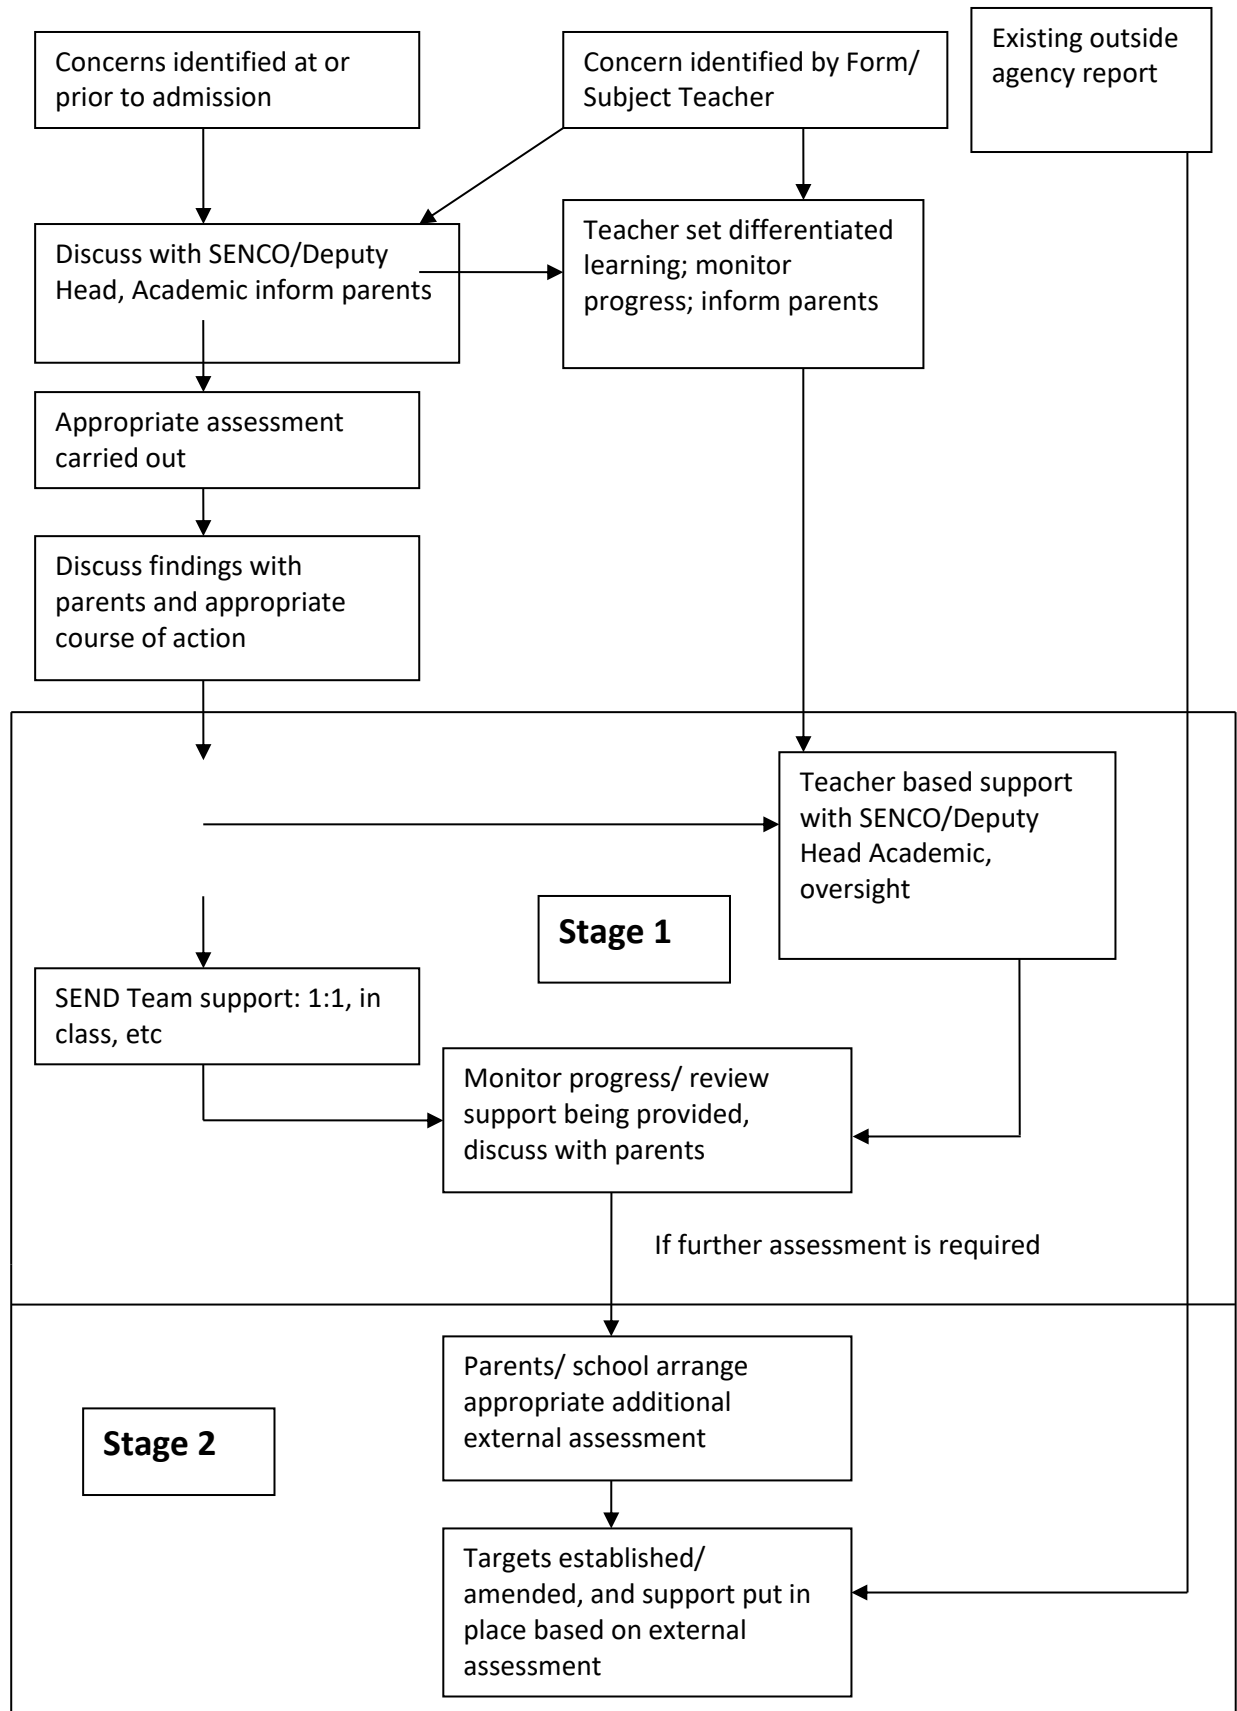 Concerns identified at or
prior to admission
Concern identified by Form/
Subject Teacher
Existing outside
agency report
Discuss with SENCO/Deputy
Head, Academic inform parents
Teacher set differentiated
learning; monitor
progress; inform parents
Appropriate assessment
carried out
Discuss findings with
parents and appropriate
course of action
Teacher based support
with SENCO/Deputy
Head Academic,
oversight
Stage 1
SEND Team support: 1:1, in
class, etc
Monitor progress/ review
support being provided,
discuss with parents
If further assessment is required
Parents/ school arrange
appropriate additional
external assessment
Stage 2
Targets established/
amended, and support put in
place based on external
assessment